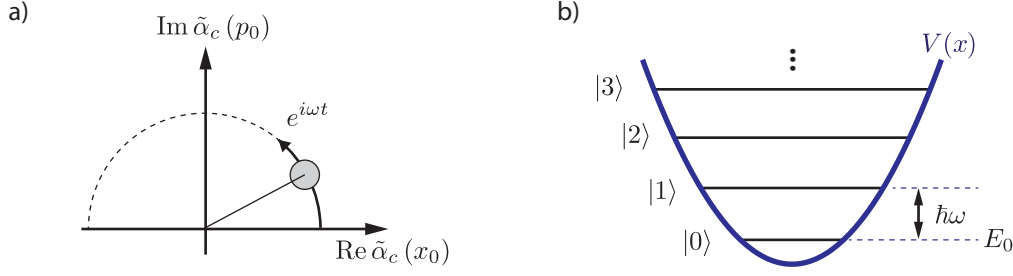 a)
Im α̃_c (p_0)
e^{iωt}
Re α̃_c (x_0)
b)
V(x)
⋮
|3⟩
|2⟩
|1⟩
ħω
|0⟩
E_0